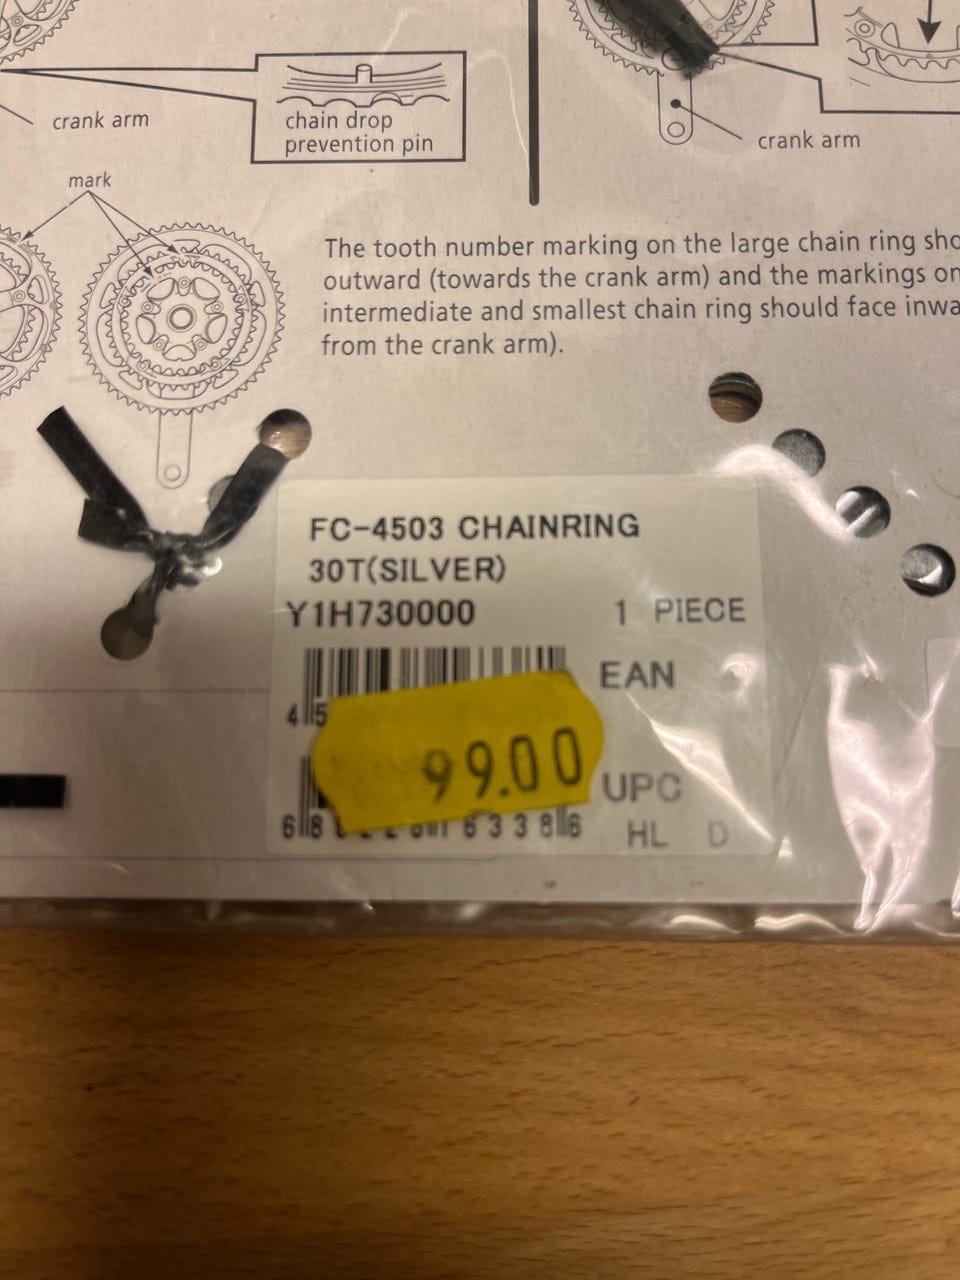 crank arm
chain drop
prevention pin
crank arm
mark
The tooth number marking on the large chain ring
outward (towards the crank arm) and the markings on
intermediate and smallest chain ring should face
from the crank arm).
FC-4503 CHAINRING
30T(SILVER)
Y1H730000 1 PIECE
EAN
45
99.00
UPC
HL D